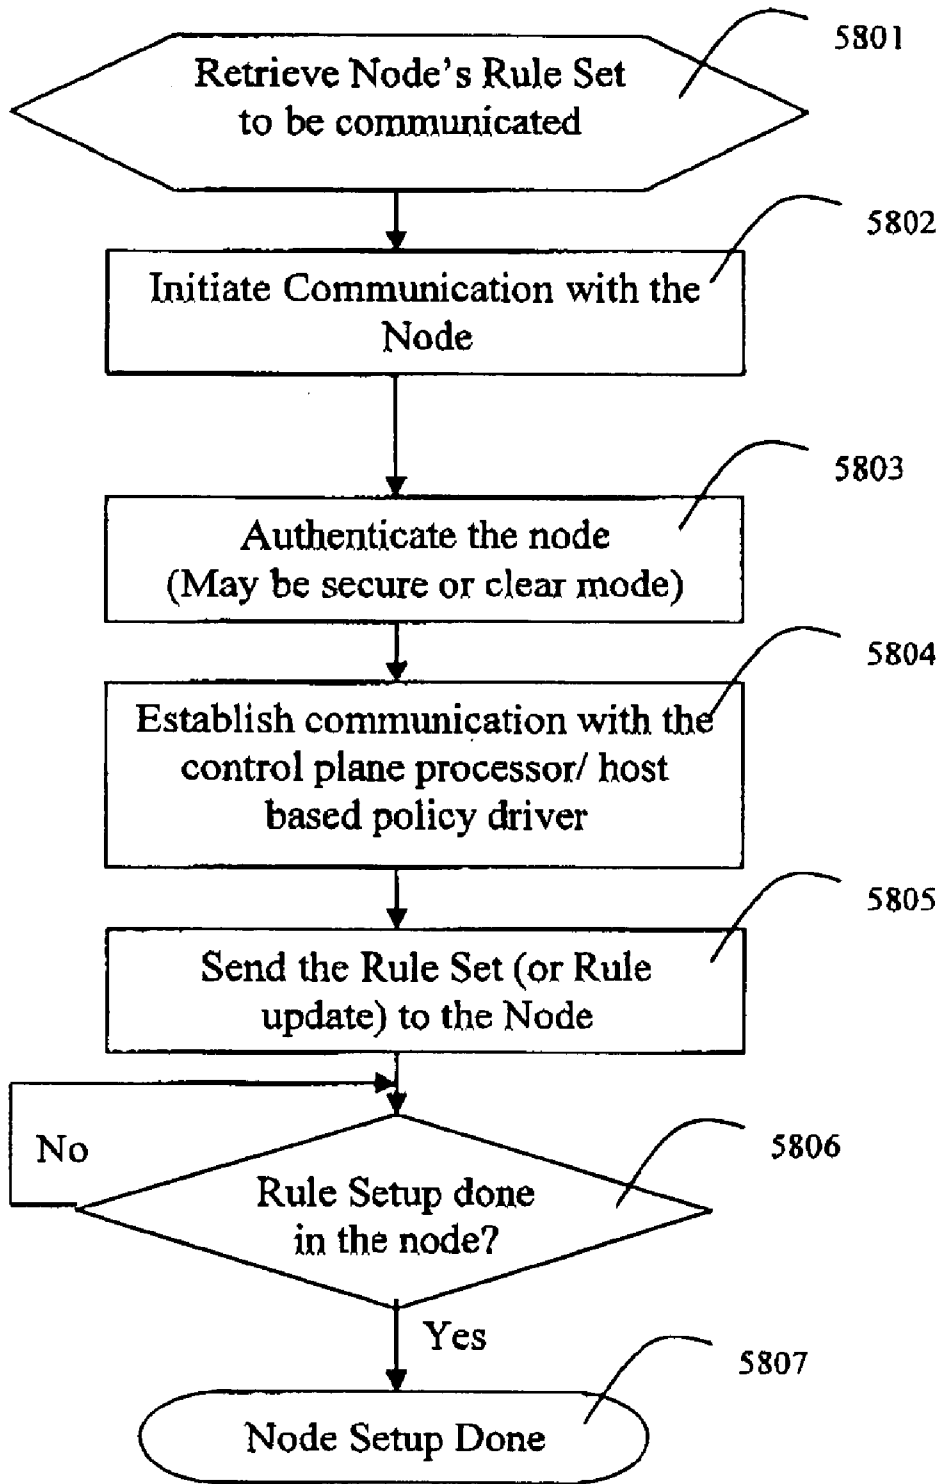 5801
Retrieve Node's Rule Set
to be communicated
5802
Initiate Communication with the
Node
5803
Authenticate the node
(May be secure or clear mode)
5804
Establish communication with the
control plane processor/ host
based policy driver
5805
Send the Rule Set (or Rule
update) to the Node
No
5806
Rule Setup done
in the node?
Yes
5807
Node Setup Done